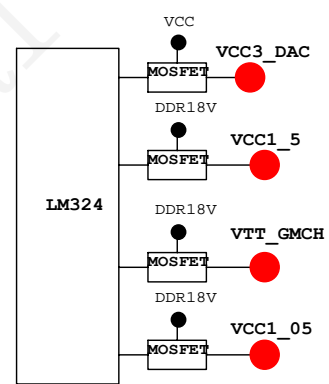 VCC
VCC3_DAC
MOSFET
DDR18V
VCC1_5
MOSFET
LM324
DDR18V
VTT_GMCH
MOSFET
DDR18V
VCC1_05
MOSFET